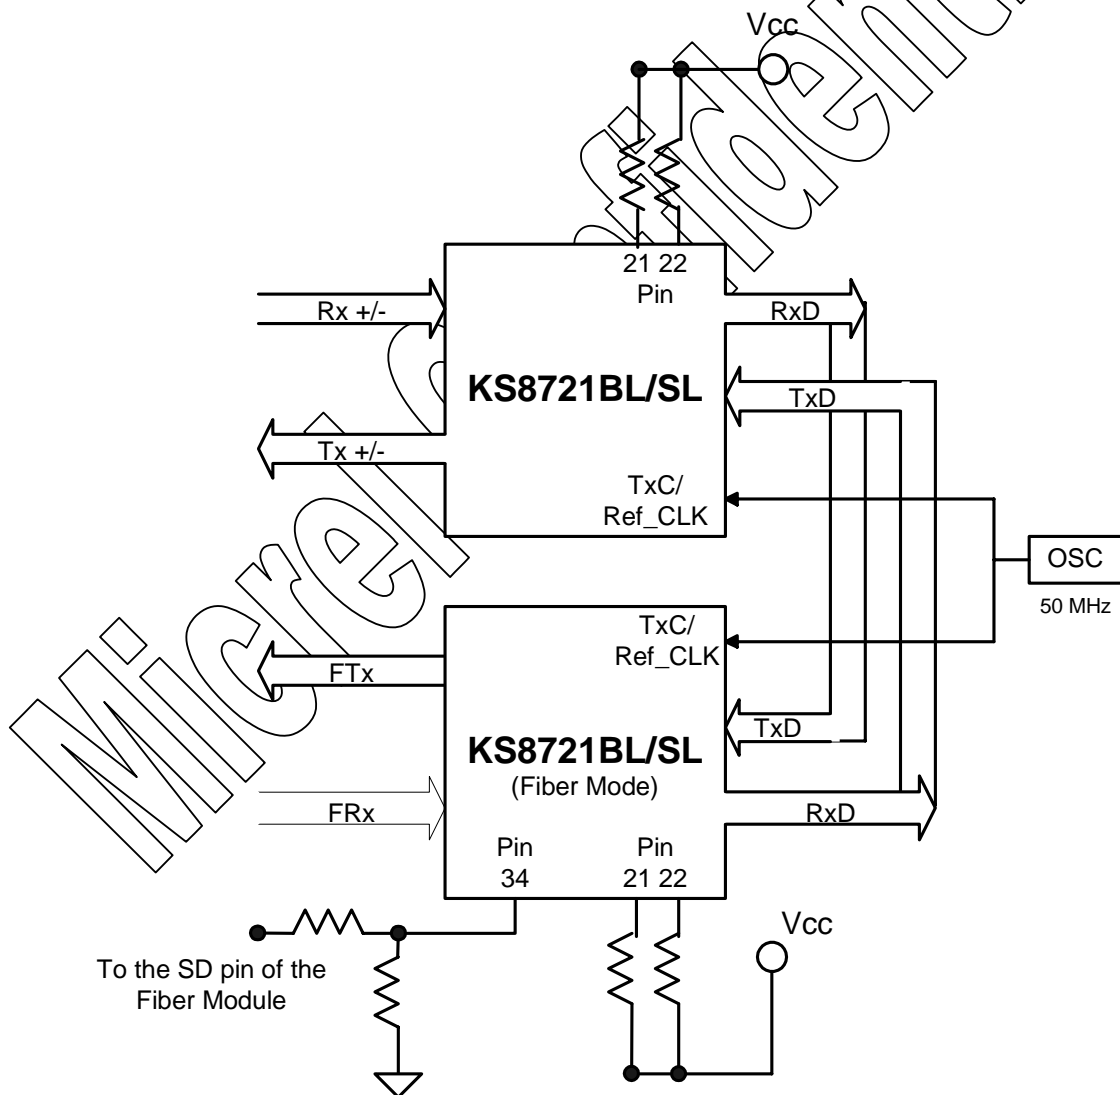 Vcc
21 22
Pin
Rx +/-
RxD
KS8721BL/SL
TxD
Tx +/-
TxC/
Ref_CLK
OSC
50 MHz
TxC/
Ref_CLK
FTx
TxD
KS8721BL/SL
(Fiber Mode)
FRx
RxD
Pin
34
Pin
21 22
Vcc
To the SD pin of the
Fiber Module
Micrel